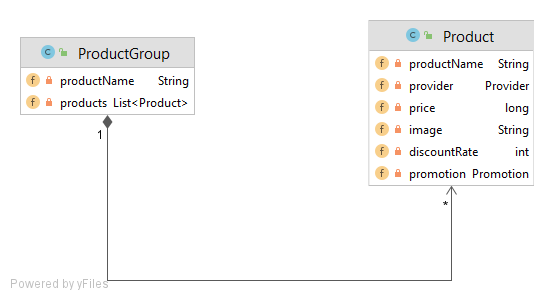 ProductGroup
productName String
products List<Product>
1
Product
productName String
provider Provider
price long
image String
discountRate int
promotion Promotion
*
Powered by yFiles